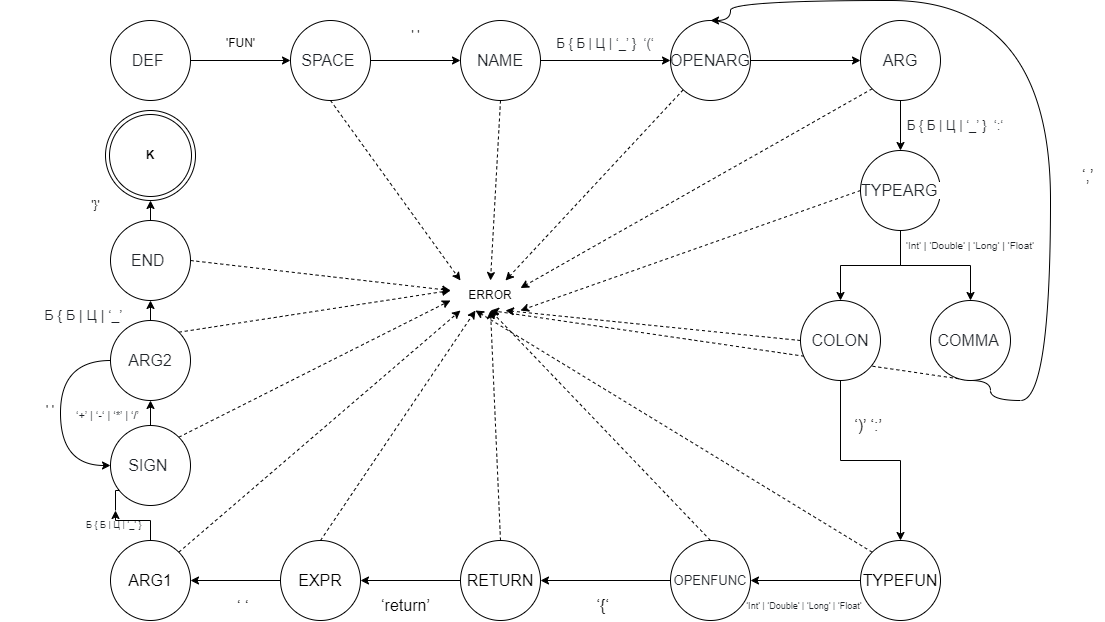 DEF
'FUN'
SPACE
' '
NAME
Б { Б | Ц | ‘_’ } ‘(‘
OPENARG
ARG
Б { Б | Ц | ‘_’ } ‘:‘
TYPEARG
‘,’
'Int' | 'Double' | 'Long' | 'Float'
COLON
COMMA
‘)’ ‘:’
TYPEFUN
'Int' | 'Double' | 'Long' | 'Float'
OPENFUNC
‘{‘
RETURN
‘return’
EXPR
‘ ‘
ARG1
Б { Б | Ц | ‘_’ }
SIGN
‘+’ | ‘-‘ | ‘*’ | ‘/’
' '
ARG2
Б { Б | Ц | ‘_’
END
'}'
К
ERROR